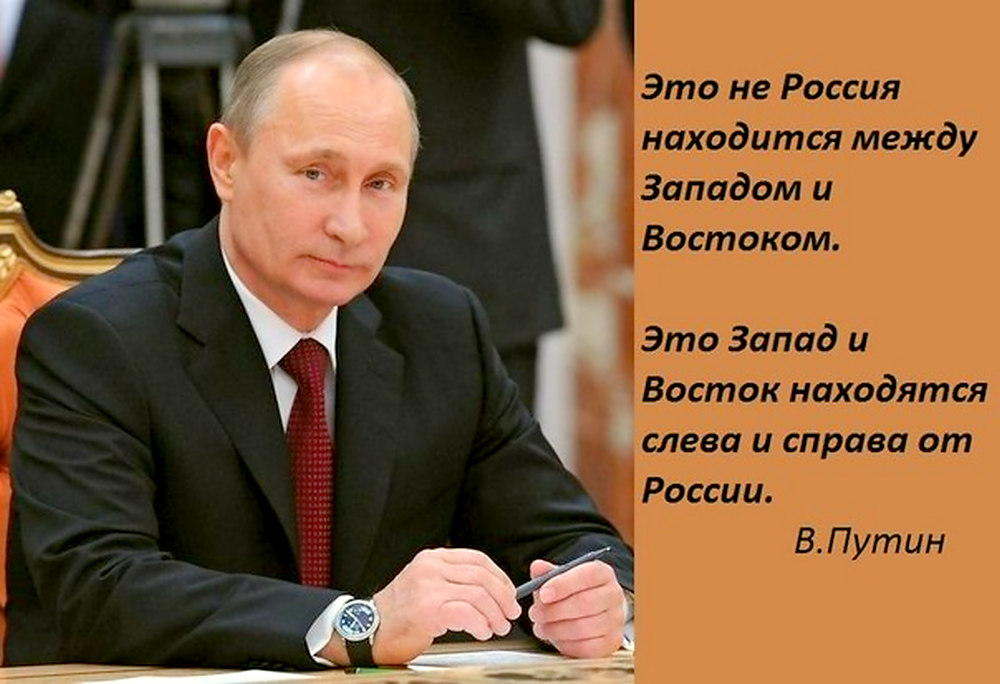 Это не Россия
находится между
Западом и
Востоком.
Это Запад и
Восток находятся
слева и справа от
России.
В.Путин